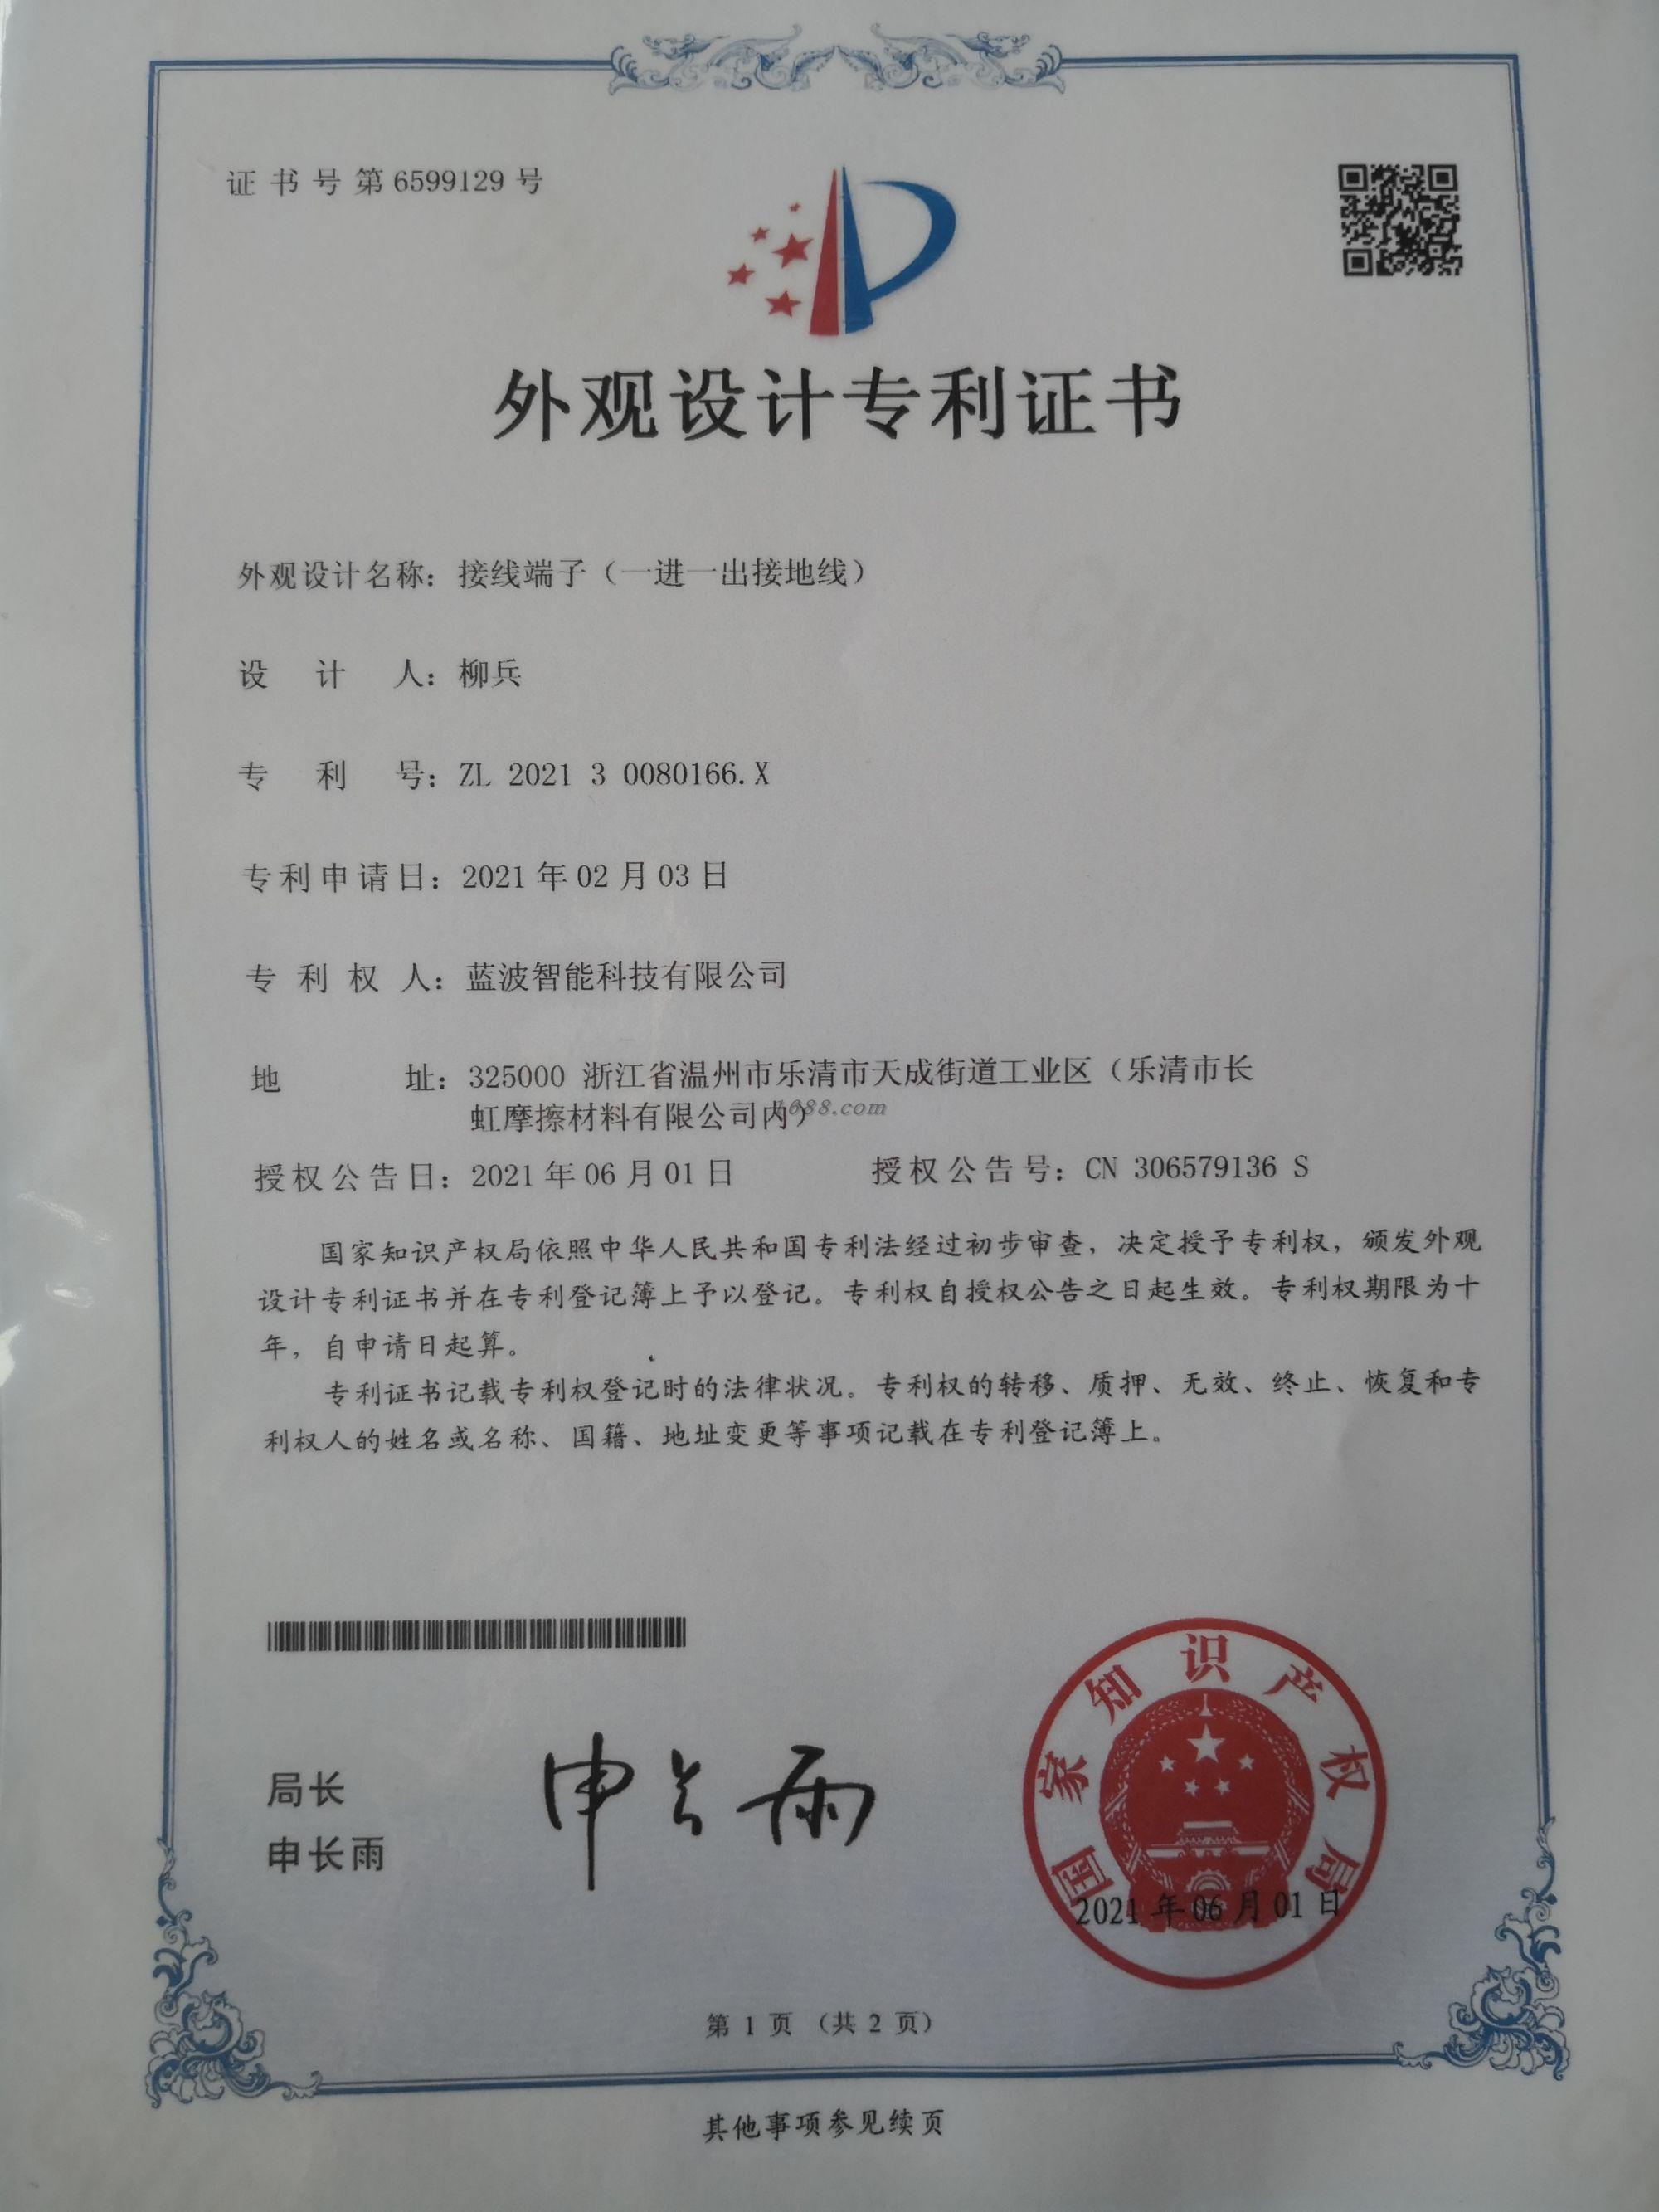 证书号第6599129号
外观设计专利证书
外观设计名称：接线端子（一进一出接地线）
设计人：柳兵
专利号：ZL 2021 3 0080166.X
专利申请日：2021年02月03日
专利权人：蓝波智能科技有限公司
地址：325000 浙江省温州市乐清市天成街道工业区（乐清市长
虹摩擦材料有限公司内）
1688.com
授权公告日：2021年06月01日 授权公告号：CN 306579136 S
国家知识产权局依照中华人民共和国专利法经过初步审查，决定授予专利权，颁发外观
设计专利证书并在专利登记簿上予以登记。专利权自授权公告之日起生效。专利权期限为十
年，自申请日起算。
专利证书记载专利权登记时的法律状况。专利权的转移、质押、无效、终止、恢复和专
利权人的姓名或名称、国籍、地址变更等事项记载在专利登记簿上。
局长
申长雨
申长雨
国家知识产权局
2021年06月01日
第 1 页 （共 2 页）
其他事项参见续页